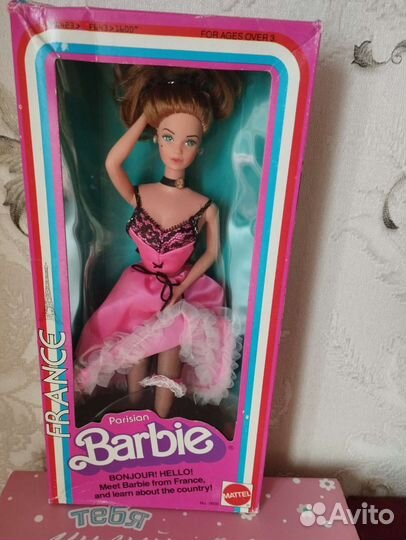 FOR AGES OVER 3
FRANCE
Parisian
Barbie®
BONJOUR! HELLO!
Meet Barbie from France,
and learn about the country!
MATTEL
тебя
Avito